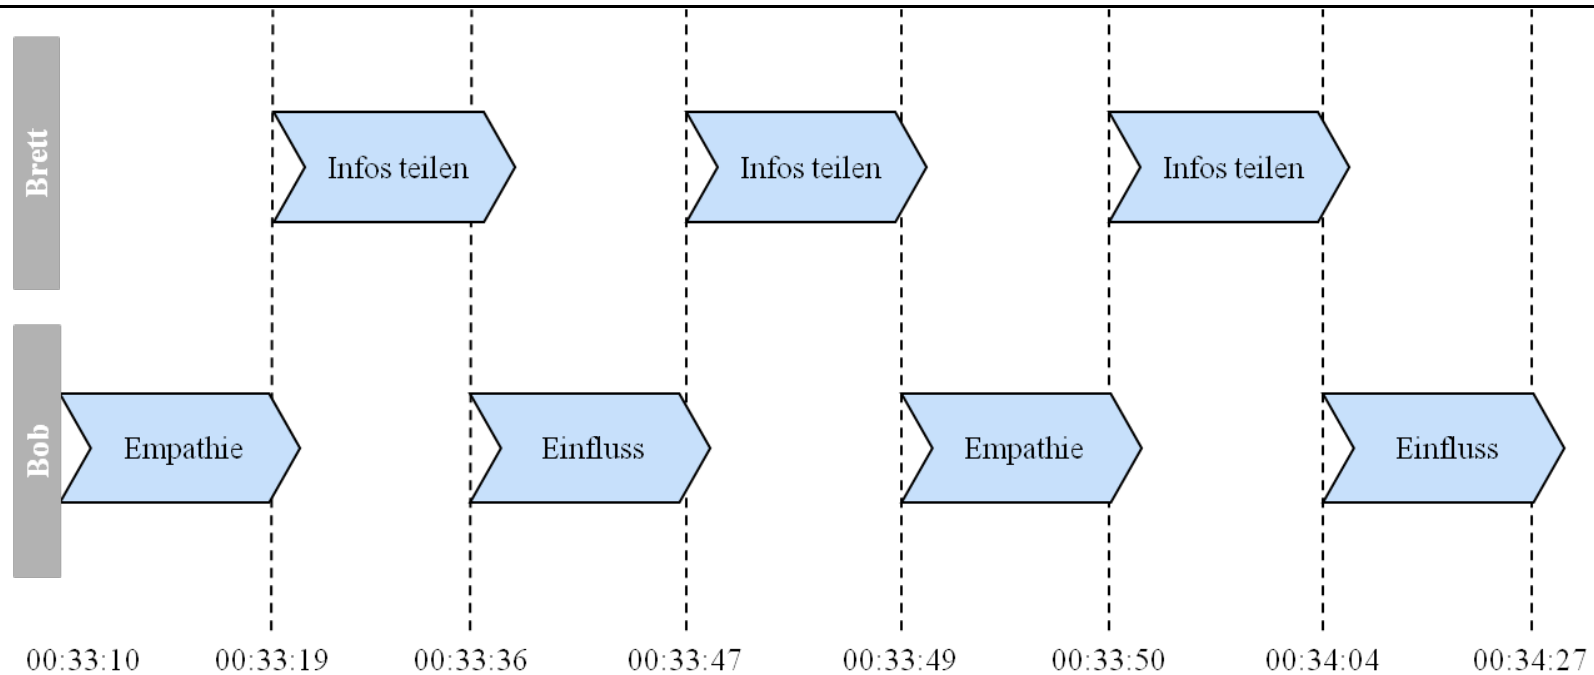 Brett
Infos teilen
Infos teilen
Infos teilen
Bob
Empathie
Einfluss
Empathie
Einfluss
00:33:10
00:33:19
00:33:36
00:33:47
00:33:49
00:33:50
00:34:04
00:34:27